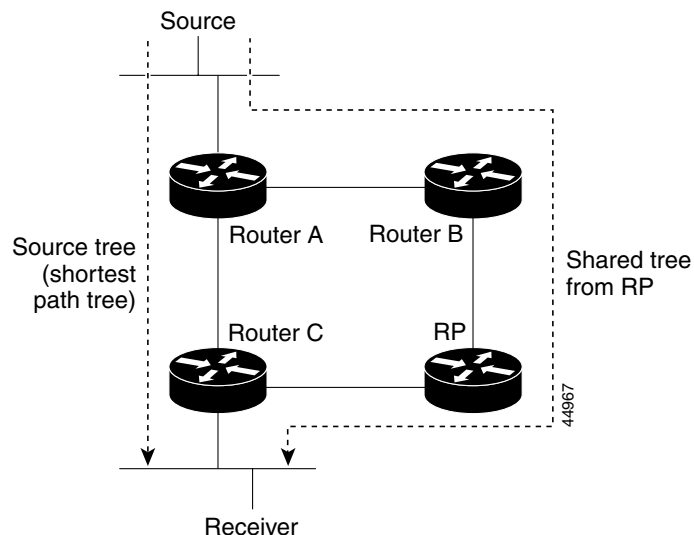 Source
Router A
Router B
Source tree
(shortest
path tree)
Shared tree
from RP
Router C
RP
44967
Receiver